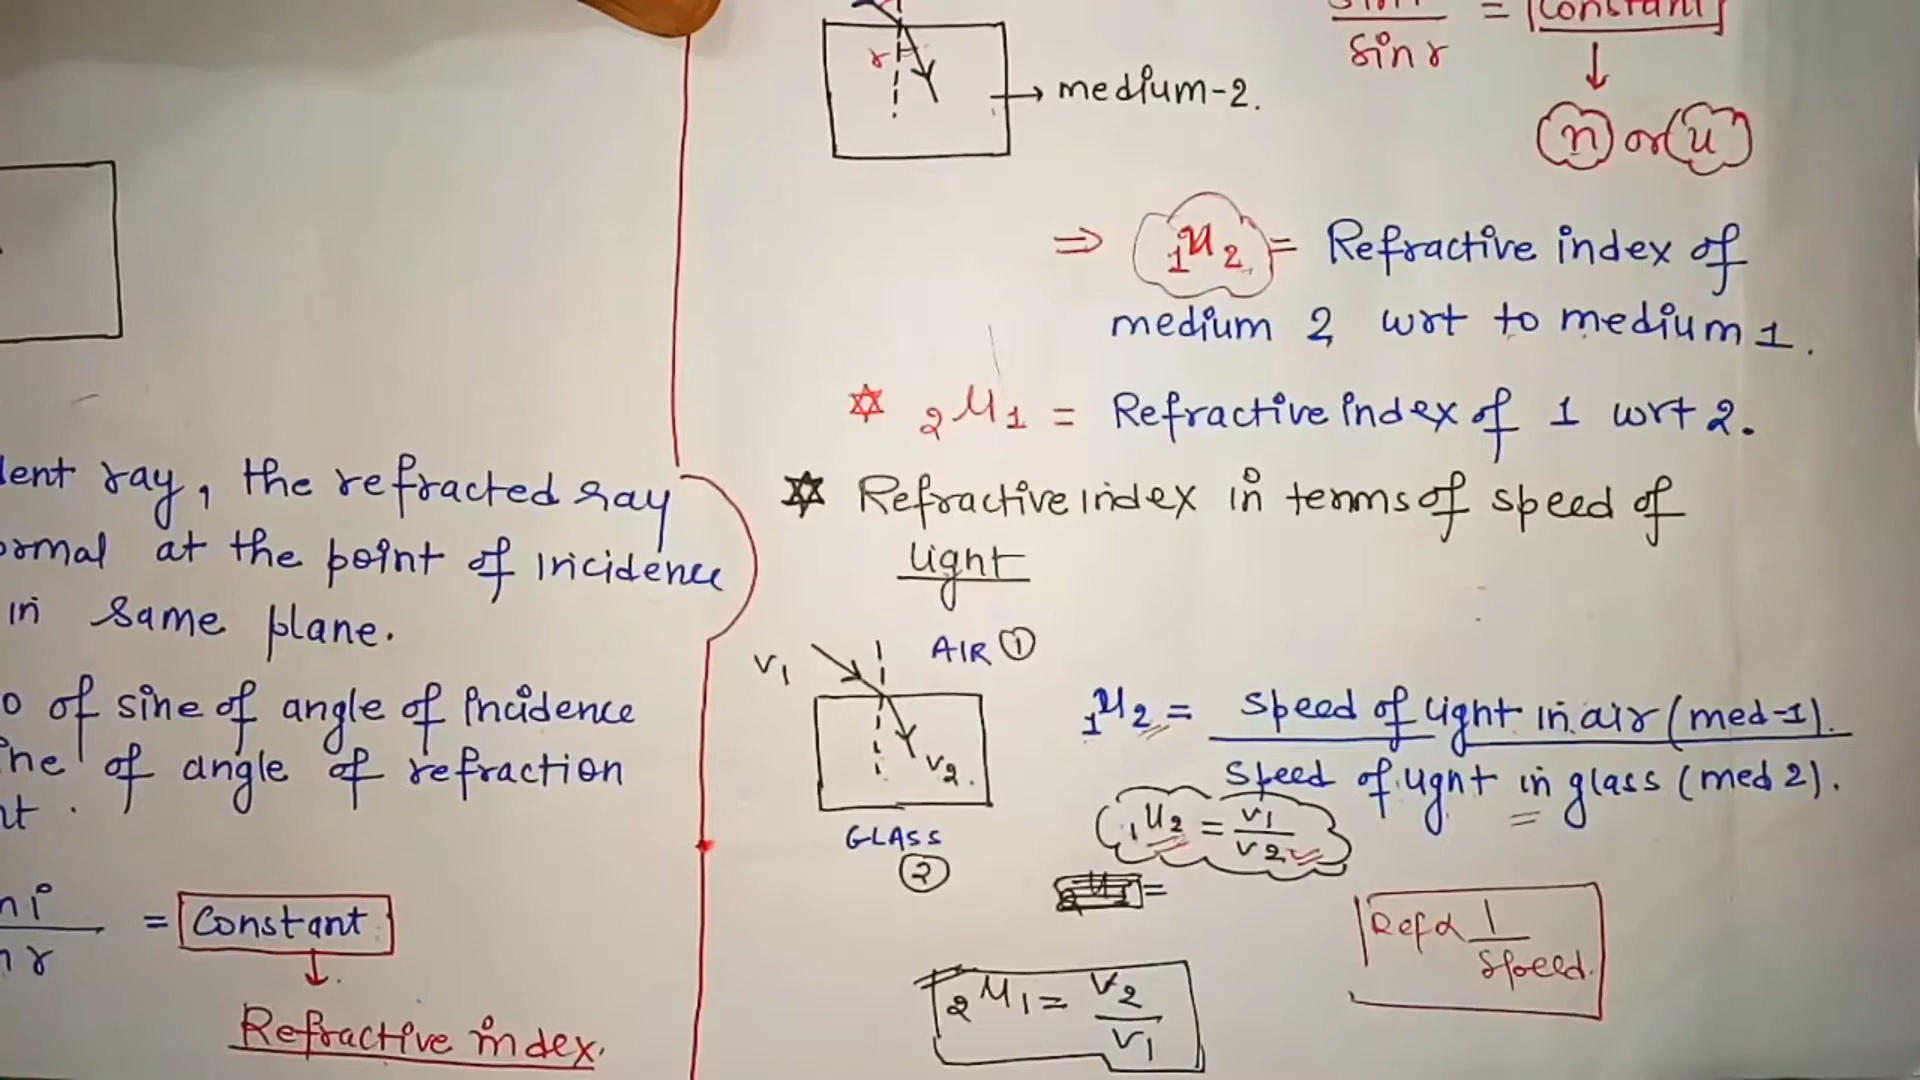 dent ray, the refracted ray
ormal at the point of incidence
in same plane.
o of sine of angle of incidence
ine of angle of refraction
nt.
ni = Constant
n r
Refractive index.
r
medium-2.
= Constant
sin r
n or u
⇒ ₁u₂ = Refractive index of
medium 2 wrt to medium 1.
₂u₁ = Refractive index of 1 wrt 2.
Refractive index in terms of speed of
light
V₁ AIR ①
V₂.
GLASS
②
₁u₂ = Speed of light in air (med-1).
Speed of light in glass (med 2).
₁u₂ = V₁
V₂
=
₂u₁ = V₂
V₁
Ref α 1
Speed.